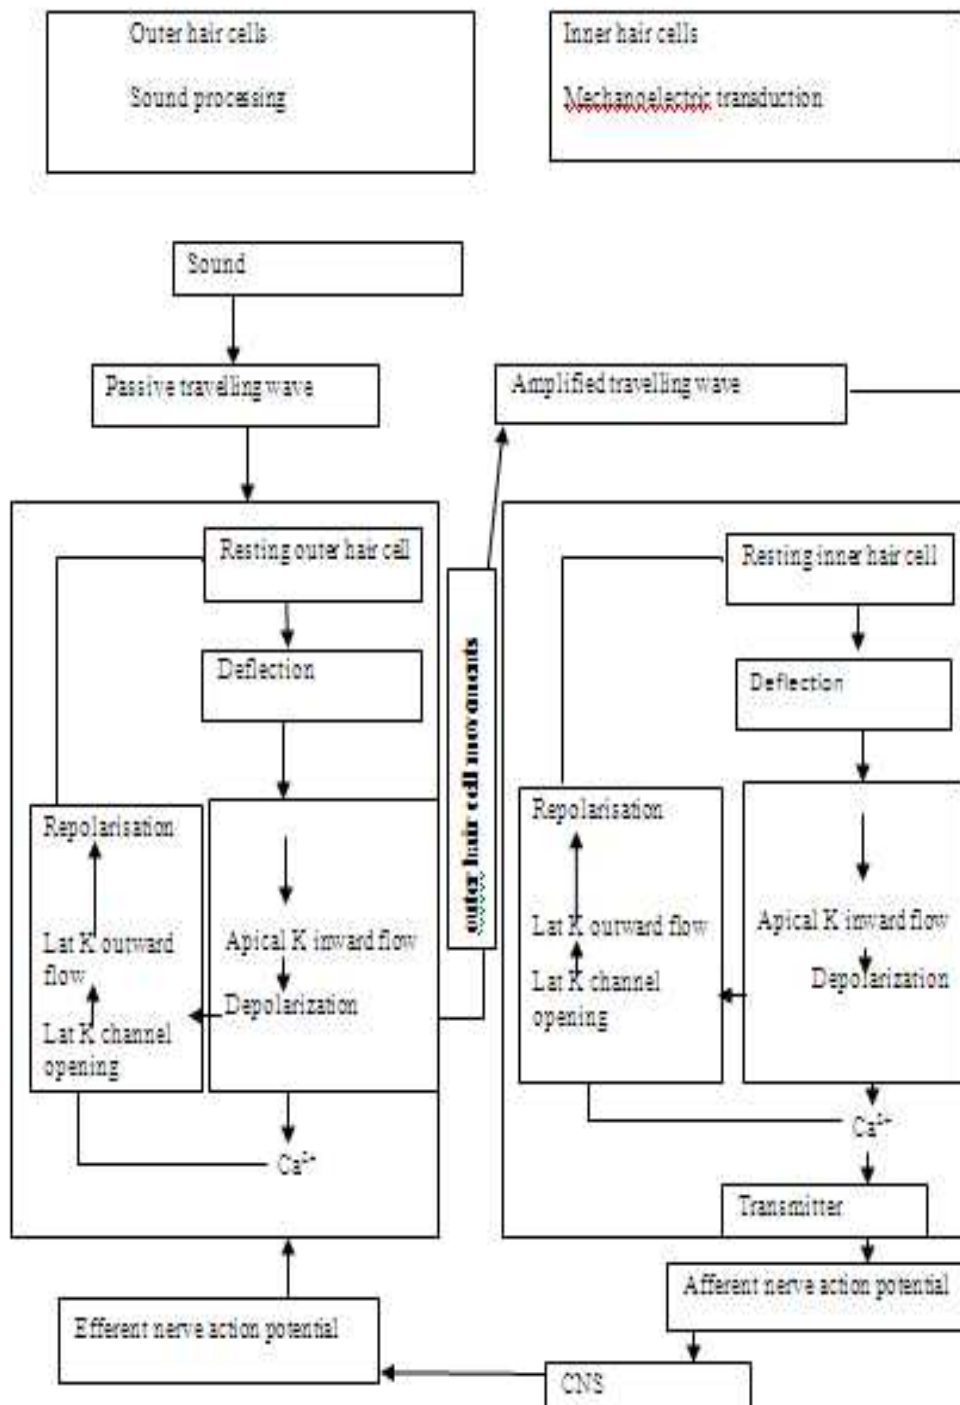 Outer hair cells
Sound processing
Inner hair cells
Mechanoelectric transduction
Sound
Passive travelling wave
Amplified travelling wave
Resting outer hair cell
Deflection
Repolarisation
Lat K outward
flow
Lat K channel
opening
Apical K inward flow
Depolarization
Ca²⁺
outer hair cell movements
Resting inner hair cell
Deflection
Repolarisation
Lat K outward flow
Lat K channel
opening
Apical K inward flow
Depolarization
Ca²⁺
Transmitter
Afferent nerve action potential
Efferent nerve action potential
CNS